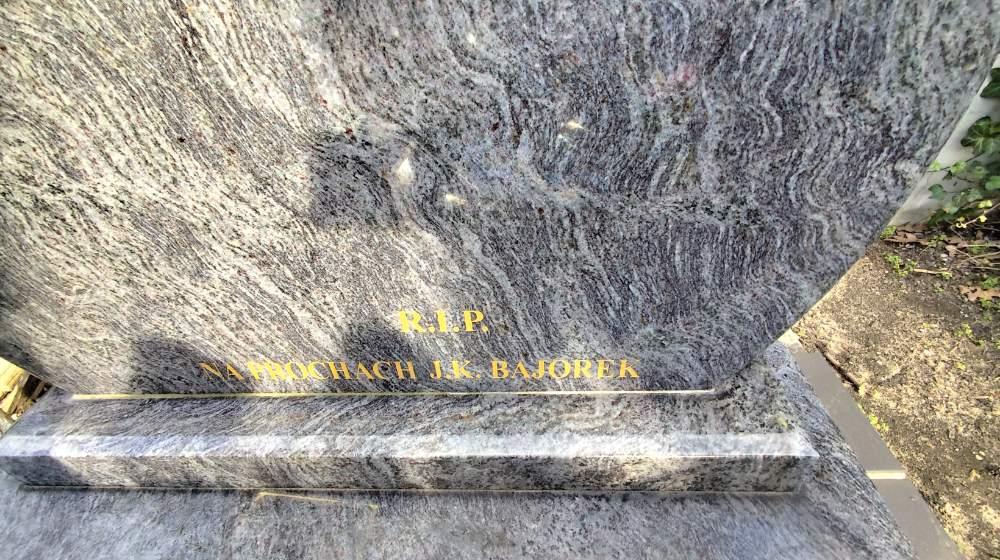 R.I.P.
NA PROCHACH J.K. BAJOREK